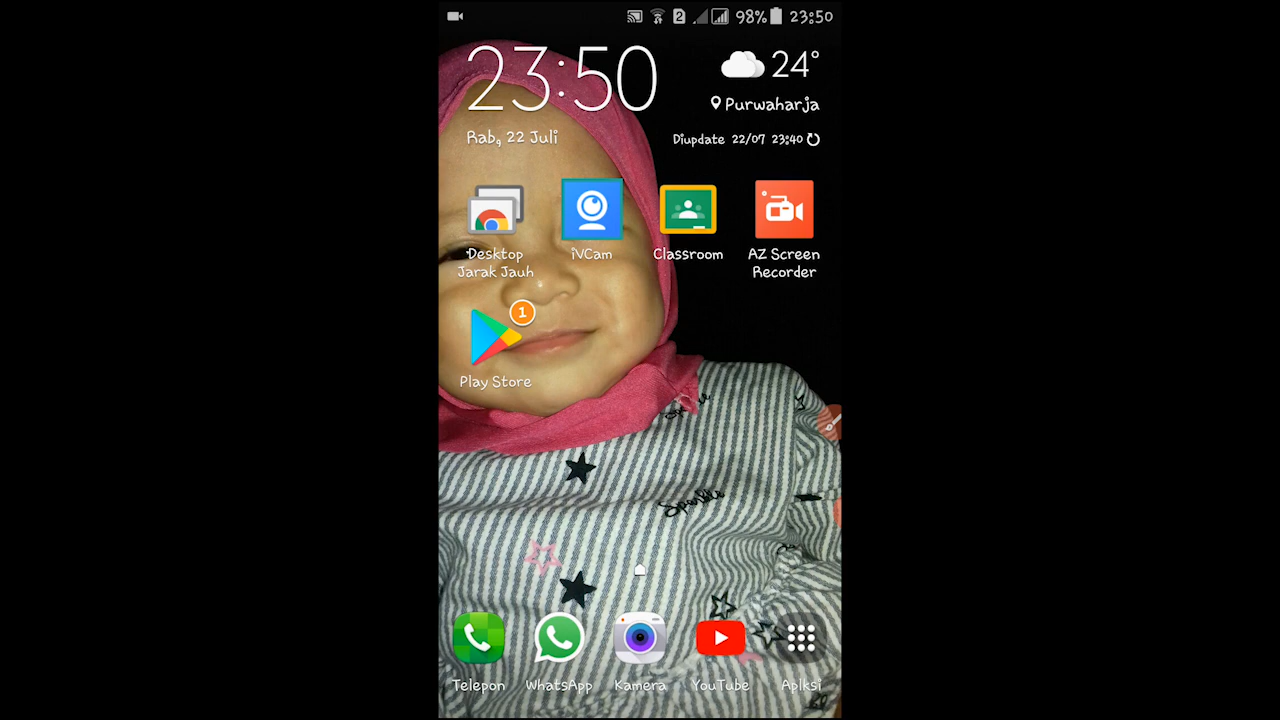 2 98% 23:50
23:50
24°
Purwaharja
Rab, 22 Juli
Diupdate 22/07 23:40
Desktop Jarak Jauh
iVCam
Classroom
AZ Screen Recorder
1
Play Store
Sparkle
Telepon
WhatsApp
Kamera
YouTube
Aplksi